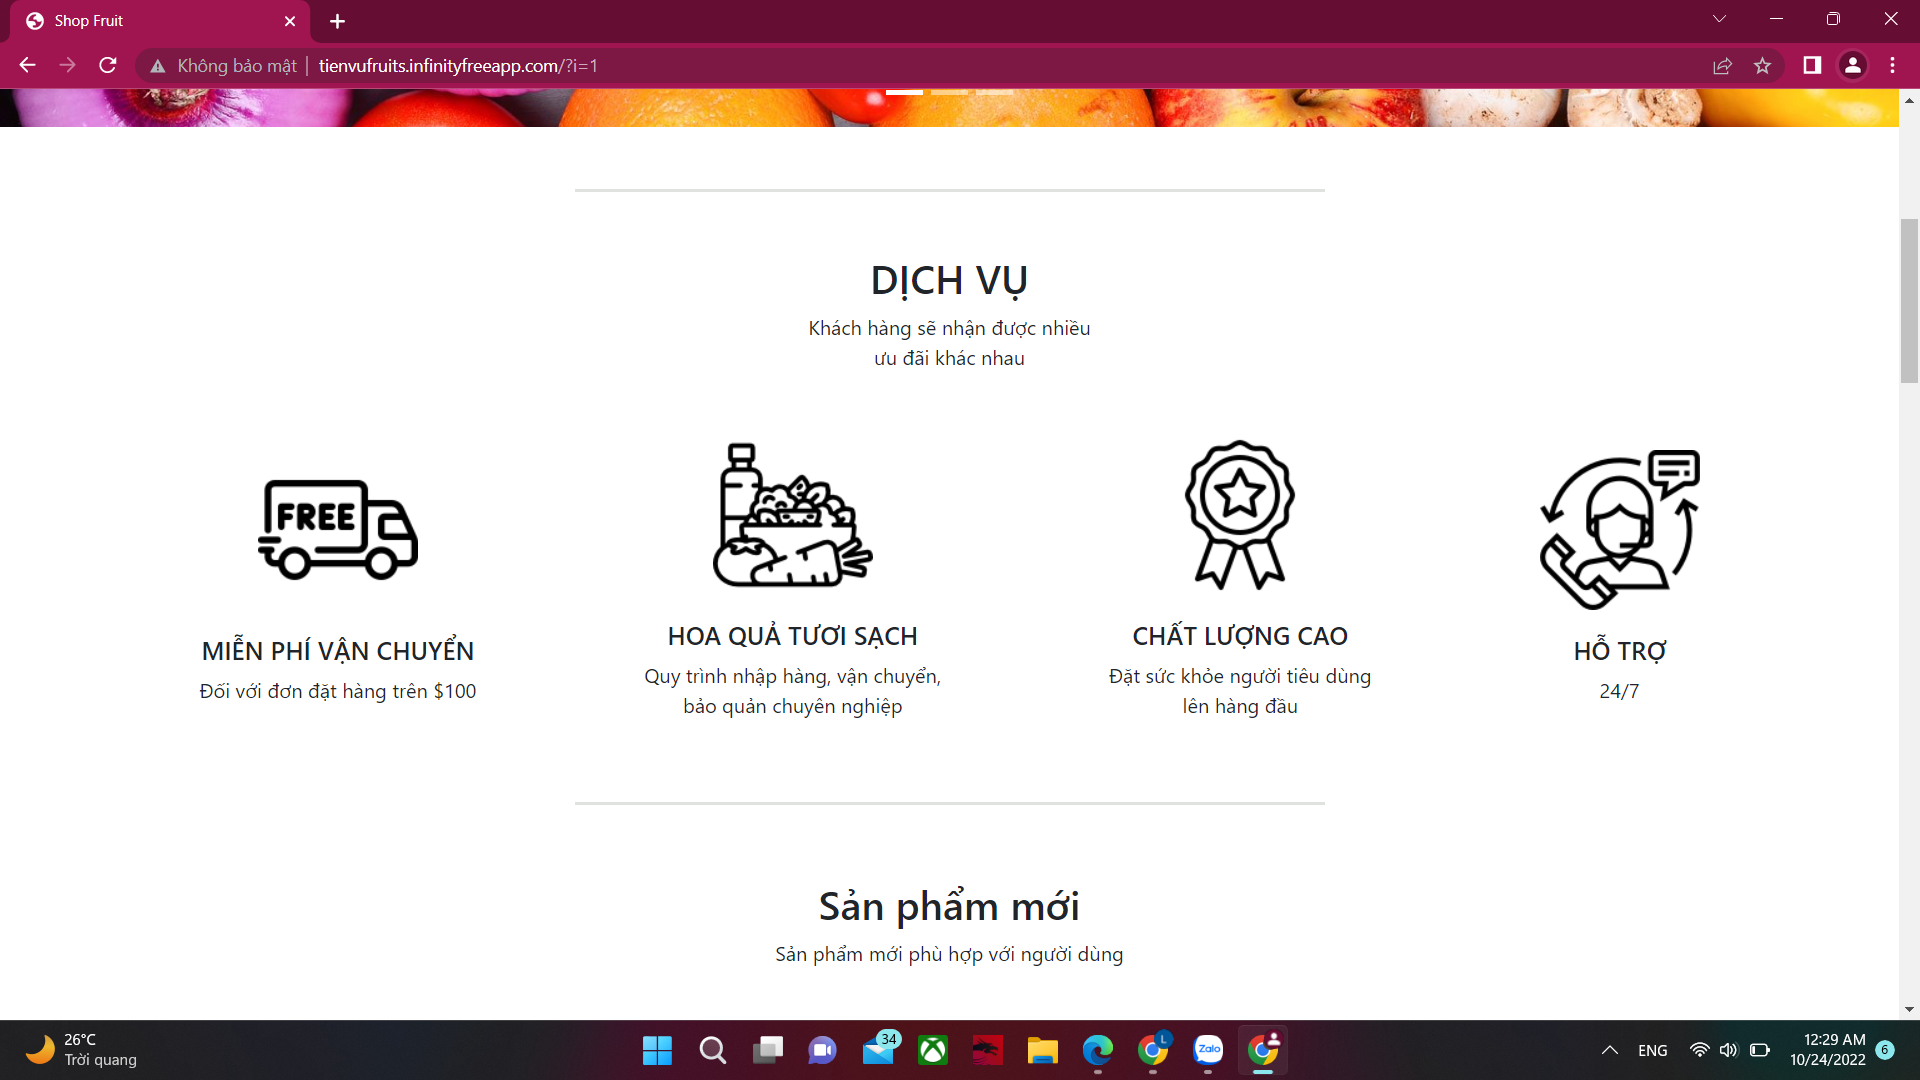 Shop Fruit
Không bảo mật
tienvufruits.infinityfreeapp.com/?i=1
DỊCH VỤ
Khách hàng sẽ nhận được nhiều
ưu đãi khác nhau
FREE
MIỄN PHÍ VẬN CHUYỂN
Đối với đơn đặt hàng trên $100
HOA QUẢ TƯƠI SẠCH
Quy trình nhập hàng, vận chuyển,
bảo quản chuyên nghiệp
CHẤT LƯỢNG CAO
Đặt sức khỏe người tiêu dùng
lên hàng đầu
HỖ TRỢ
24/7
Sản phẩm mới
Sản phẩm mới phù hợp với người dùng
26°C
Trời quang
34
L
Zalo
ENG
12:29 AM
10/24/2022
6